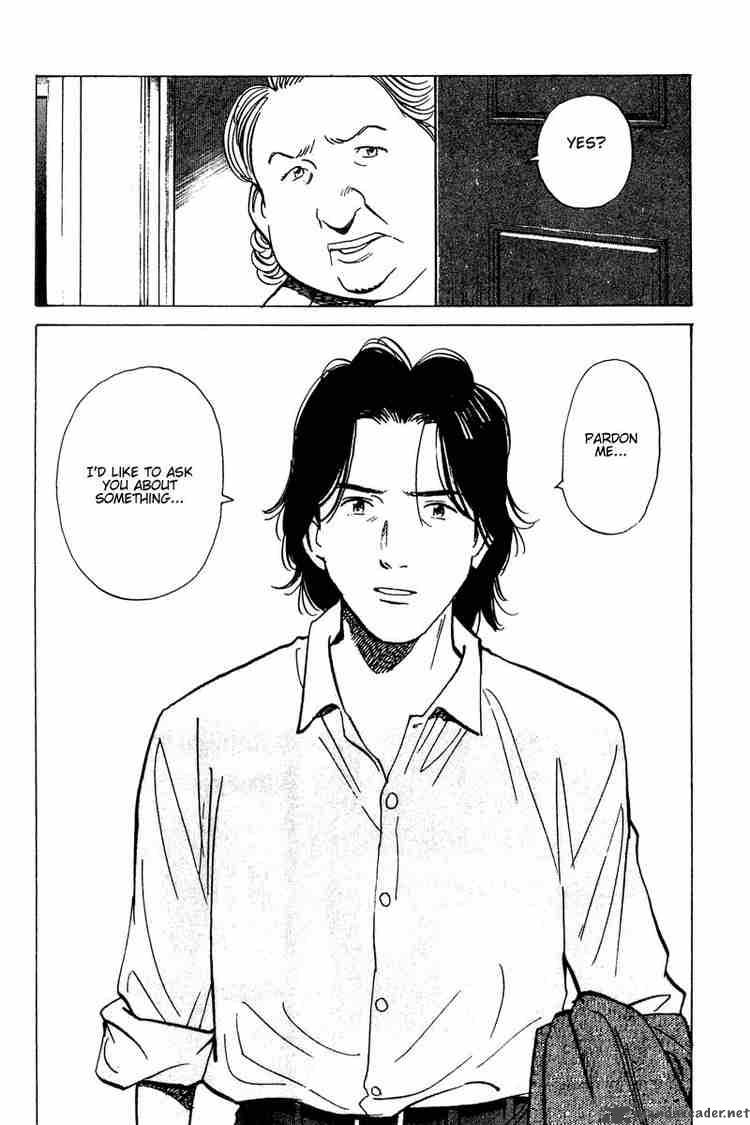 YES?
PARDON
ME...
I'D LIKE TO ASK
YOU ABOUT
SOMETHING...